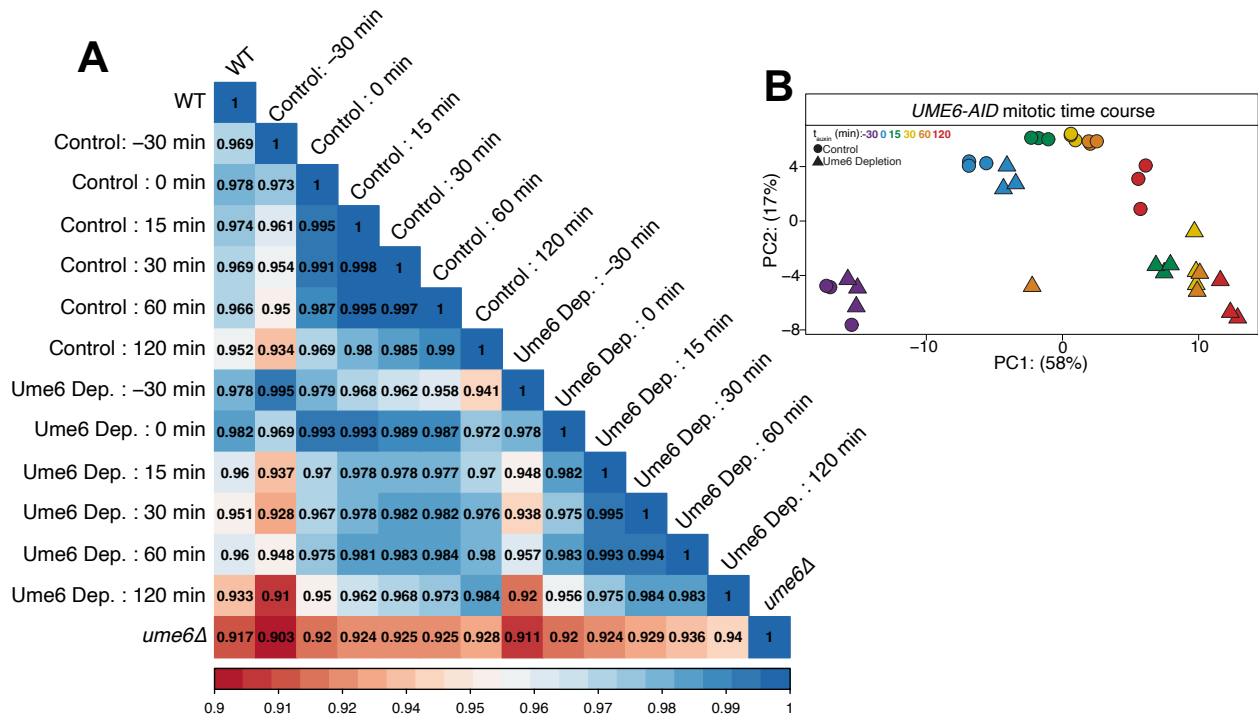 A
WT
Control: −30 min
Control : 0 min
Control : 15 min
Control : 30 min
Control : 60 min
Control : 120 min
Ume6 Dep. : −30 min
Ume6 Dep. : 0 min
Ume6 Dep. : 15 min
Ume6 Dep. : 30 min
Ume6 Dep. : 60 min
Ume6 Dep. : 120 min
ume6Δ
WT 1
Control: −30 min 0.969 1
Control : 0 min 0.978 0.973 1
Control : 15 min 0.974 0.961 0.995 1
Control : 30 min 0.969 0.954 0.991 0.998 1
Control : 60 min 0.966 0.95 0.987 0.995 0.997 1
Control : 120 min 0.952 0.934 0.969 0.98 0.985 0.99 1
Ume6 Dep. : −30 min 0.978 0.995 0.979 0.968 0.962 0.958 0.941 1
Ume6 Dep. : 0 min 0.982 0.969 0.993 0.993 0.989 0.987 0.972 0.978 1
Ume6 Dep. : 15 min 0.96 0.937 0.97 0.978 0.978 0.977 0.97 0.948 0.982 1
Ume6 Dep. : 30 min 0.951 0.928 0.967 0.978 0.982 0.982 0.976 0.938 0.975 0.995 1
Ume6 Dep. : 60 min 0.96 0.948 0.975 0.981 0.983 0.984 0.98 0.957 0.983 0.993 0.994 1
Ume6 Dep. : 120 min 0.933 0.91 0.95 0.962 0.968 0.973 0.984 0.92 0.956 0.975 0.984 0.983 1
ume6Δ 0.917 0.903 0.92 0.924 0.925 0.925 0.928 0.911 0.92 0.924 0.929 0.936 0.94 1
0.9 0.91 0.92 0.94 0.95 0.96 0.97 0.98 0.99 1
B
UME6-AID mitotic time course
t auxin (min):-30 0 15 30 60 120
Control
Ume6 Depletion
4
0
−4
−8
PC2: (17%)
−10 0 10
PC1: (58%)